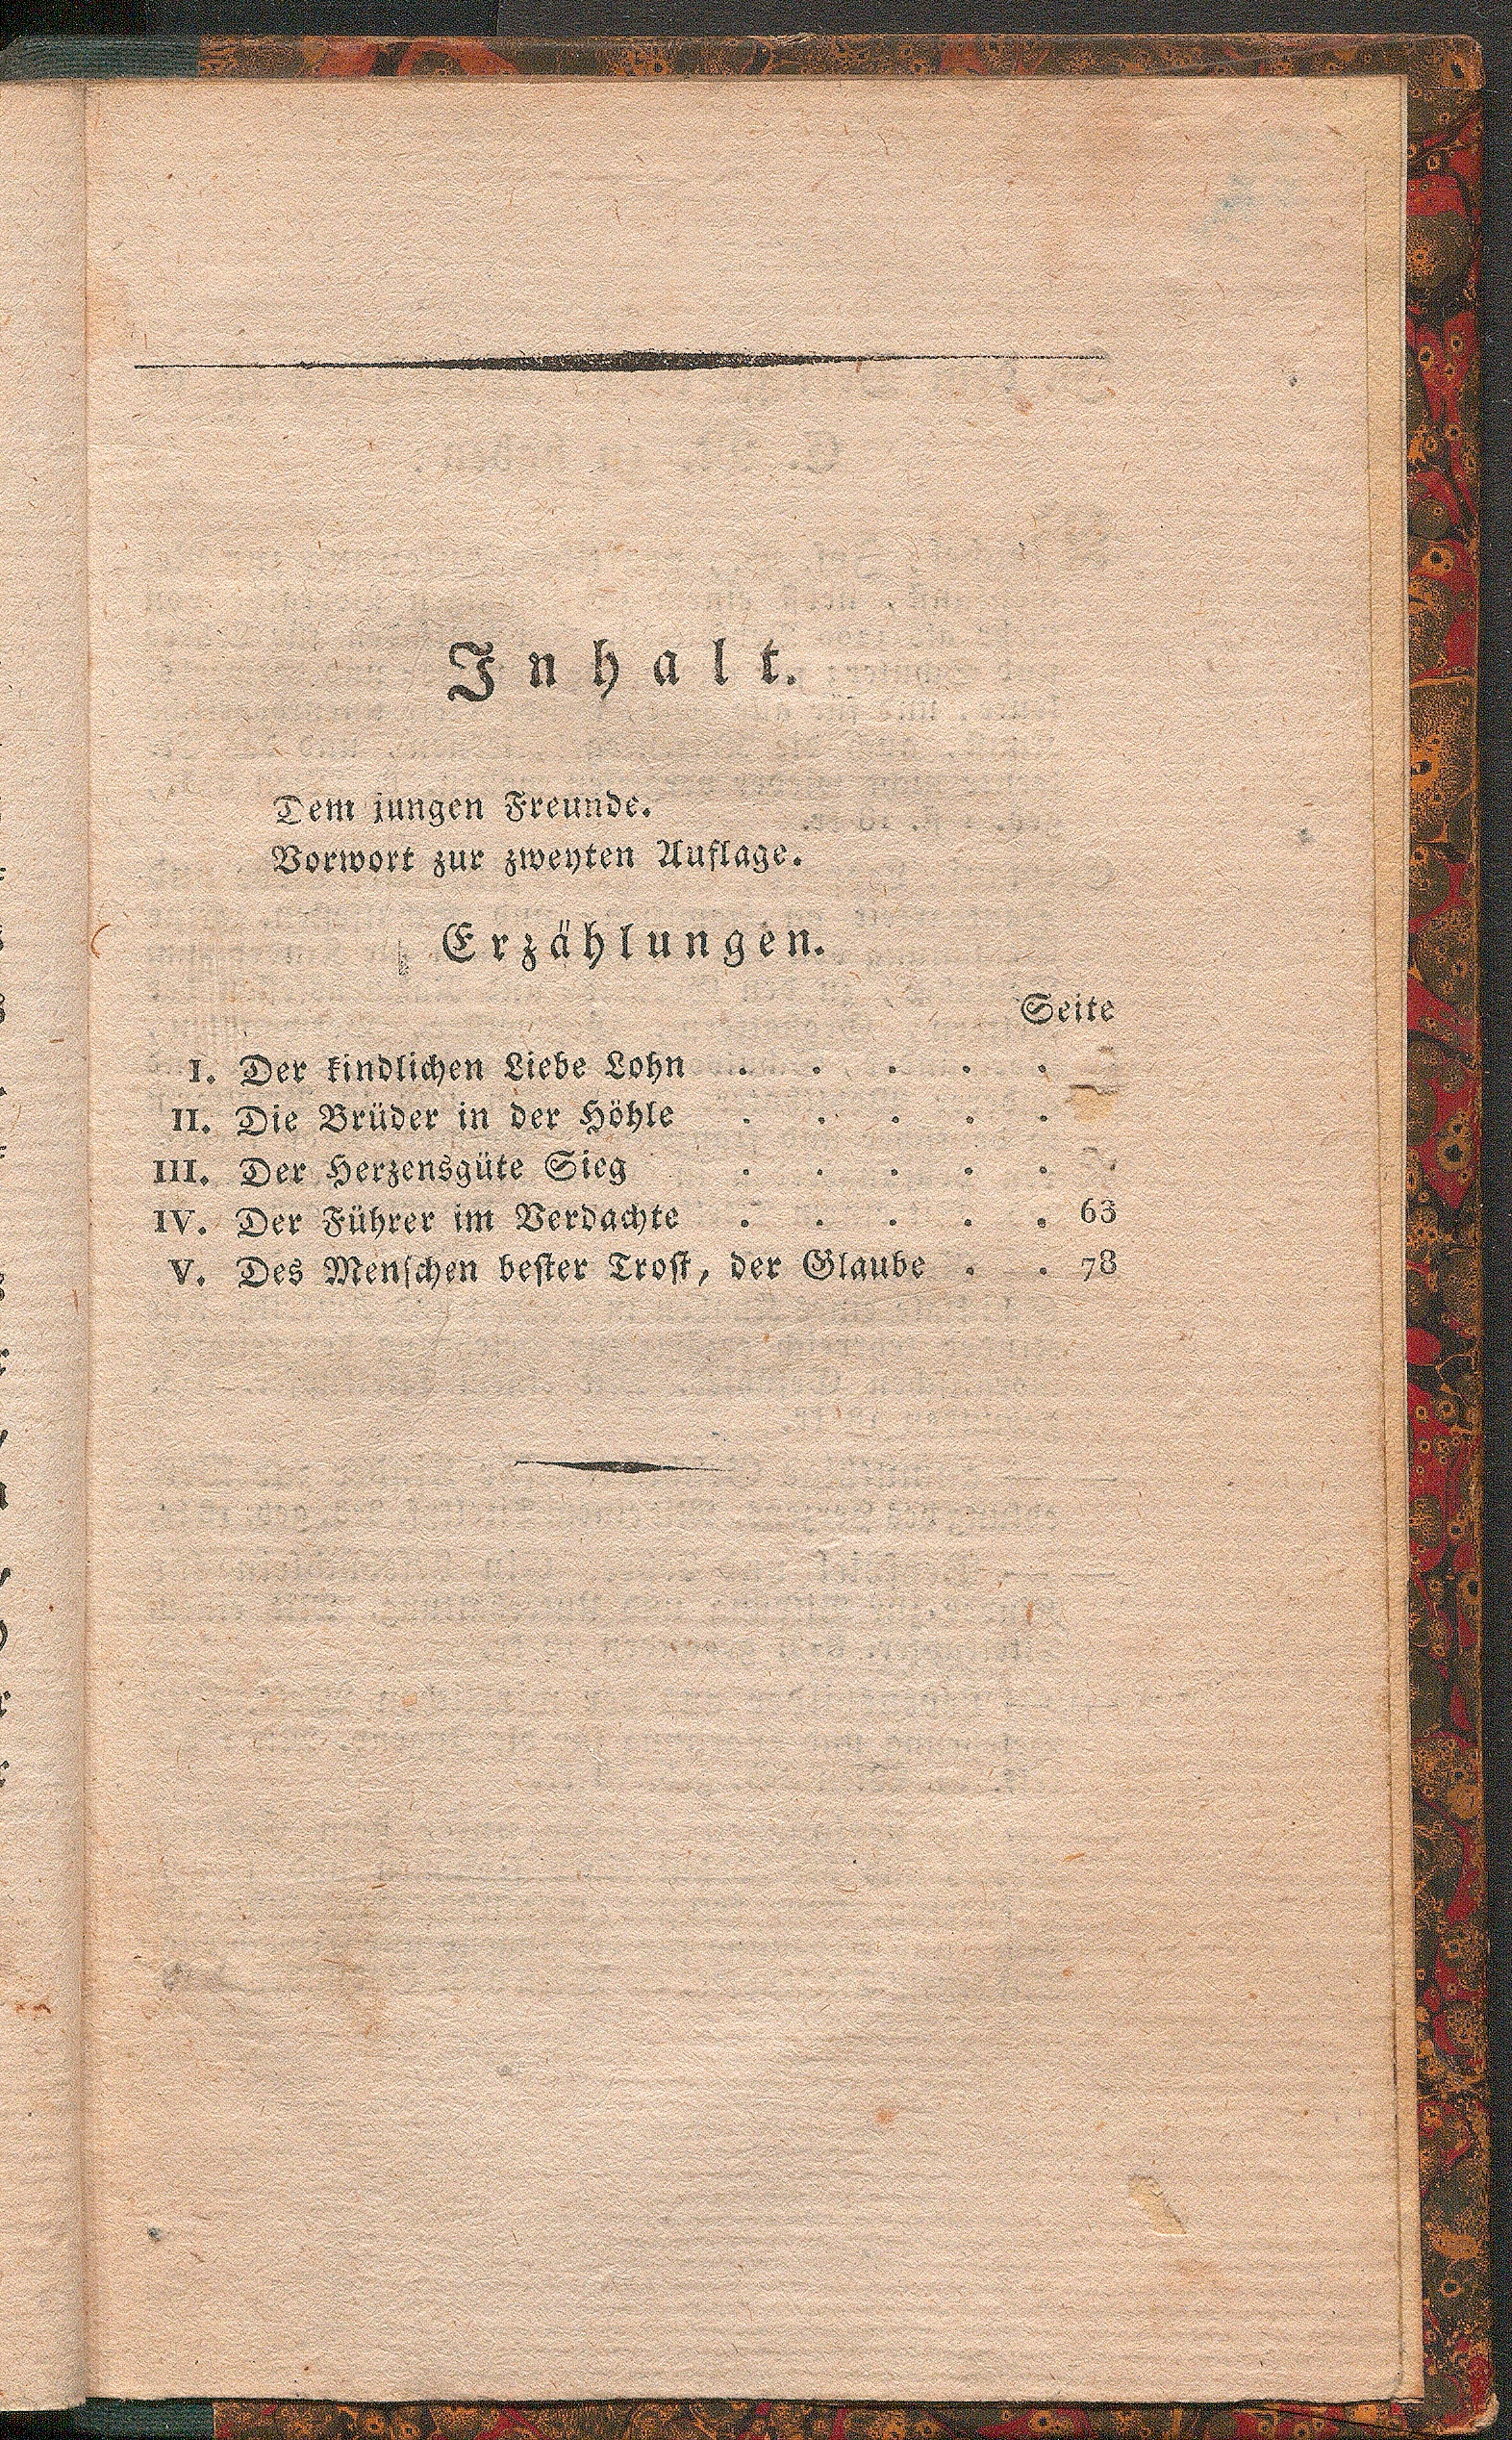 Inhalt.
Dem jungen Freunde.
Vorwort zur zweyten Auflage.
Erzählungen.
Seite
I. Der kindlichen Liebe Lohn . . . . .
II. Die Brüder in der Höhle . . . . .
III. Der Herzensgüte Sieg . . . . .
IV. Der Führer im Verdachte . . . . . 63
V. Des Menschen bester Trost, der Glaube . . 78